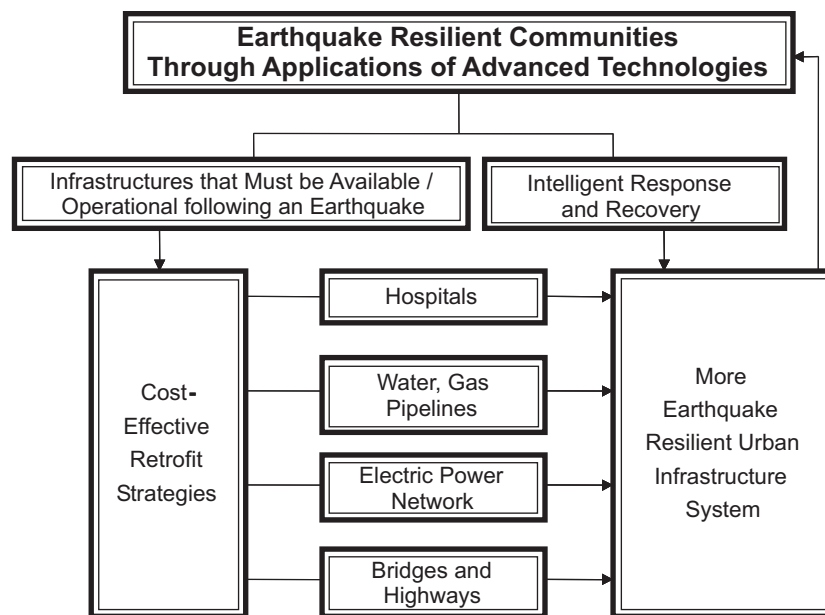 Earthquake Resilient Communities
Through Applications of Advanced Technologies
Infrastructures that Must be Available /
Operational following an Earthquake
Intelligent Response
and Recovery
Cost-
Effective
Retrofit
Strategies
Hospitals
Water, Gas
Pipelines
Electric Power
Network
Bridges and
Highways
More
Earthquake
Resilient Urban
Infrastructure
System